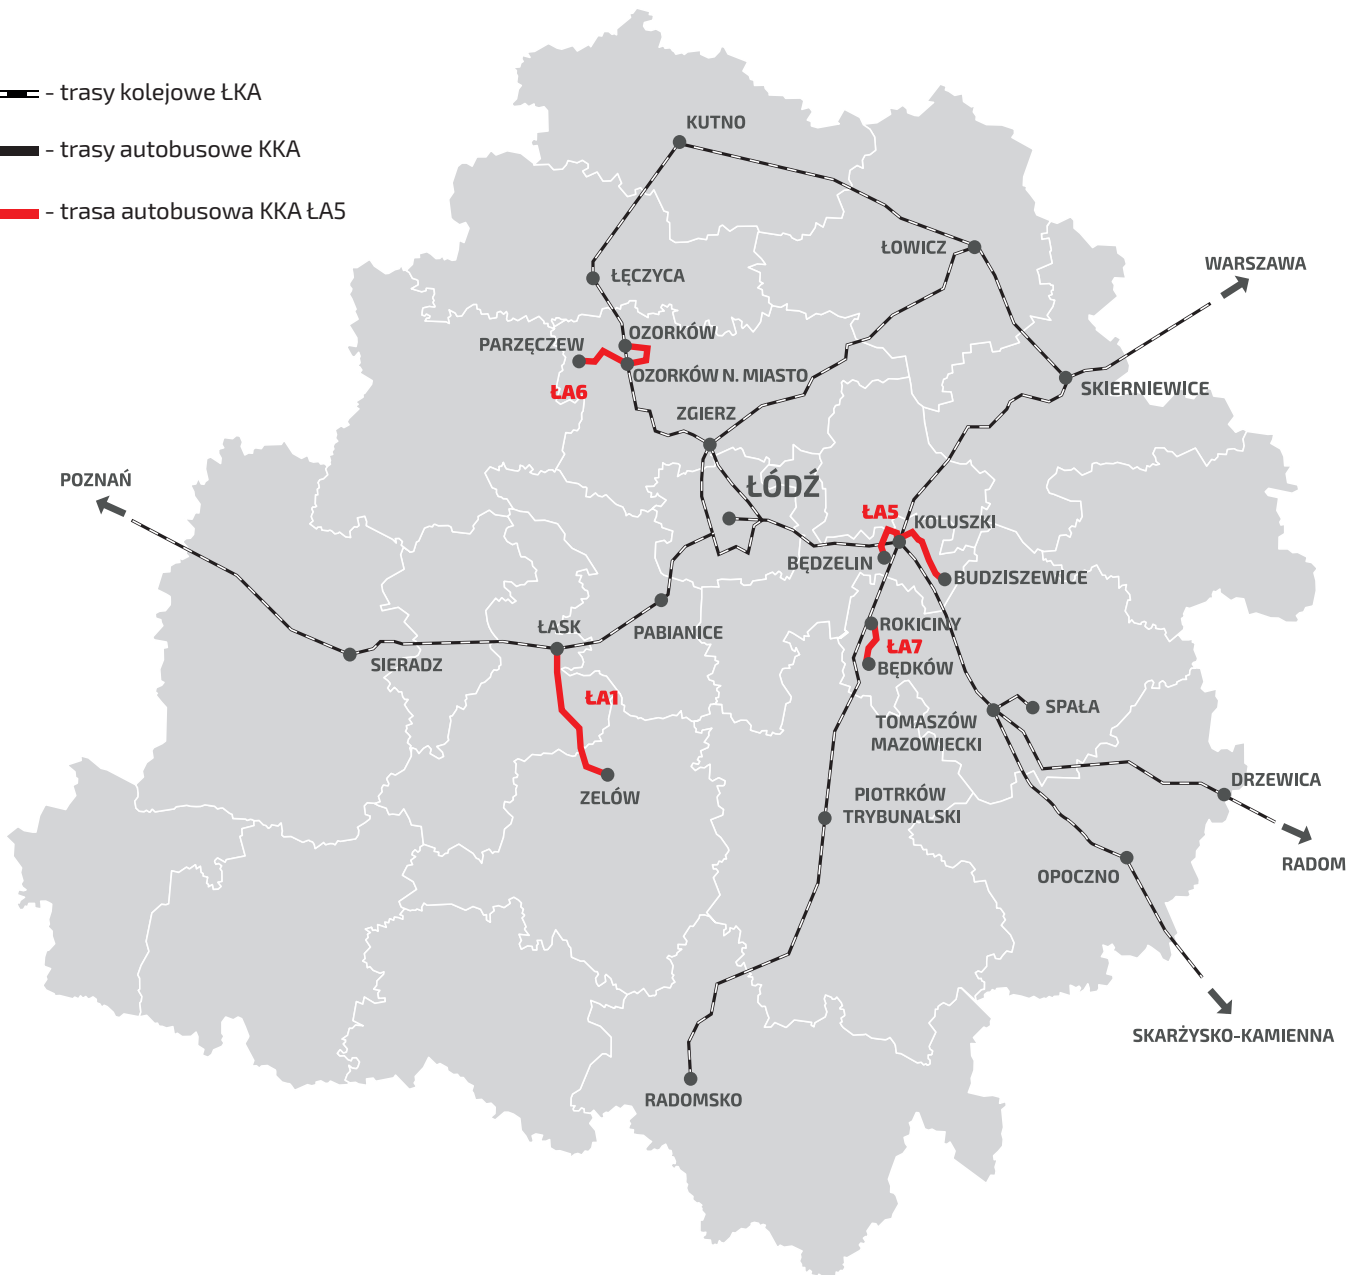 - trasy kolejowe ŁKA
- trasy autobusowe KKA
- trasa autobusowa KKA ŁA5
KUTNO
ŁOWICZ
WARSZAWA
ŁĘCZYCA
OZORKÓW
PARZĘCZEW
OZORKÓW N. MIASTO
SKIERNIEWICE
ŁA6
ZGIERZ
POZNAŃ
ŁÓDŹ
ŁA5
KOLUSZKI
BĘDZELIN
BUDZISZEWICE
ŁASK
PABIANICE
ROKICINY
ŁA7
SIERADZ
BĘDKÓW
ŁA1
SPAŁA
TOMASZÓW
MAZOWIECKI
DRZEWICA
ZELÓW
PIOTRKÓW
TRYBUNALSKI
RADOM
OPOCZNO
SKARŻYSKO-KAMIENNA
RADOMSKO